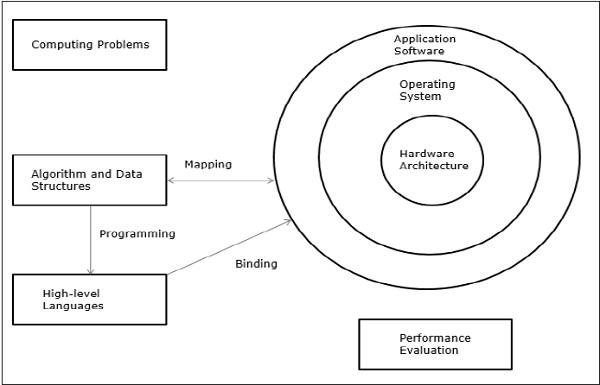 Computing Problems
Application
Software
Operating
System
Hardware
Architecture
Algorithm and Data
Structures
Mapping
Programming
Binding
High-level
Languages
Performance
Evaluation